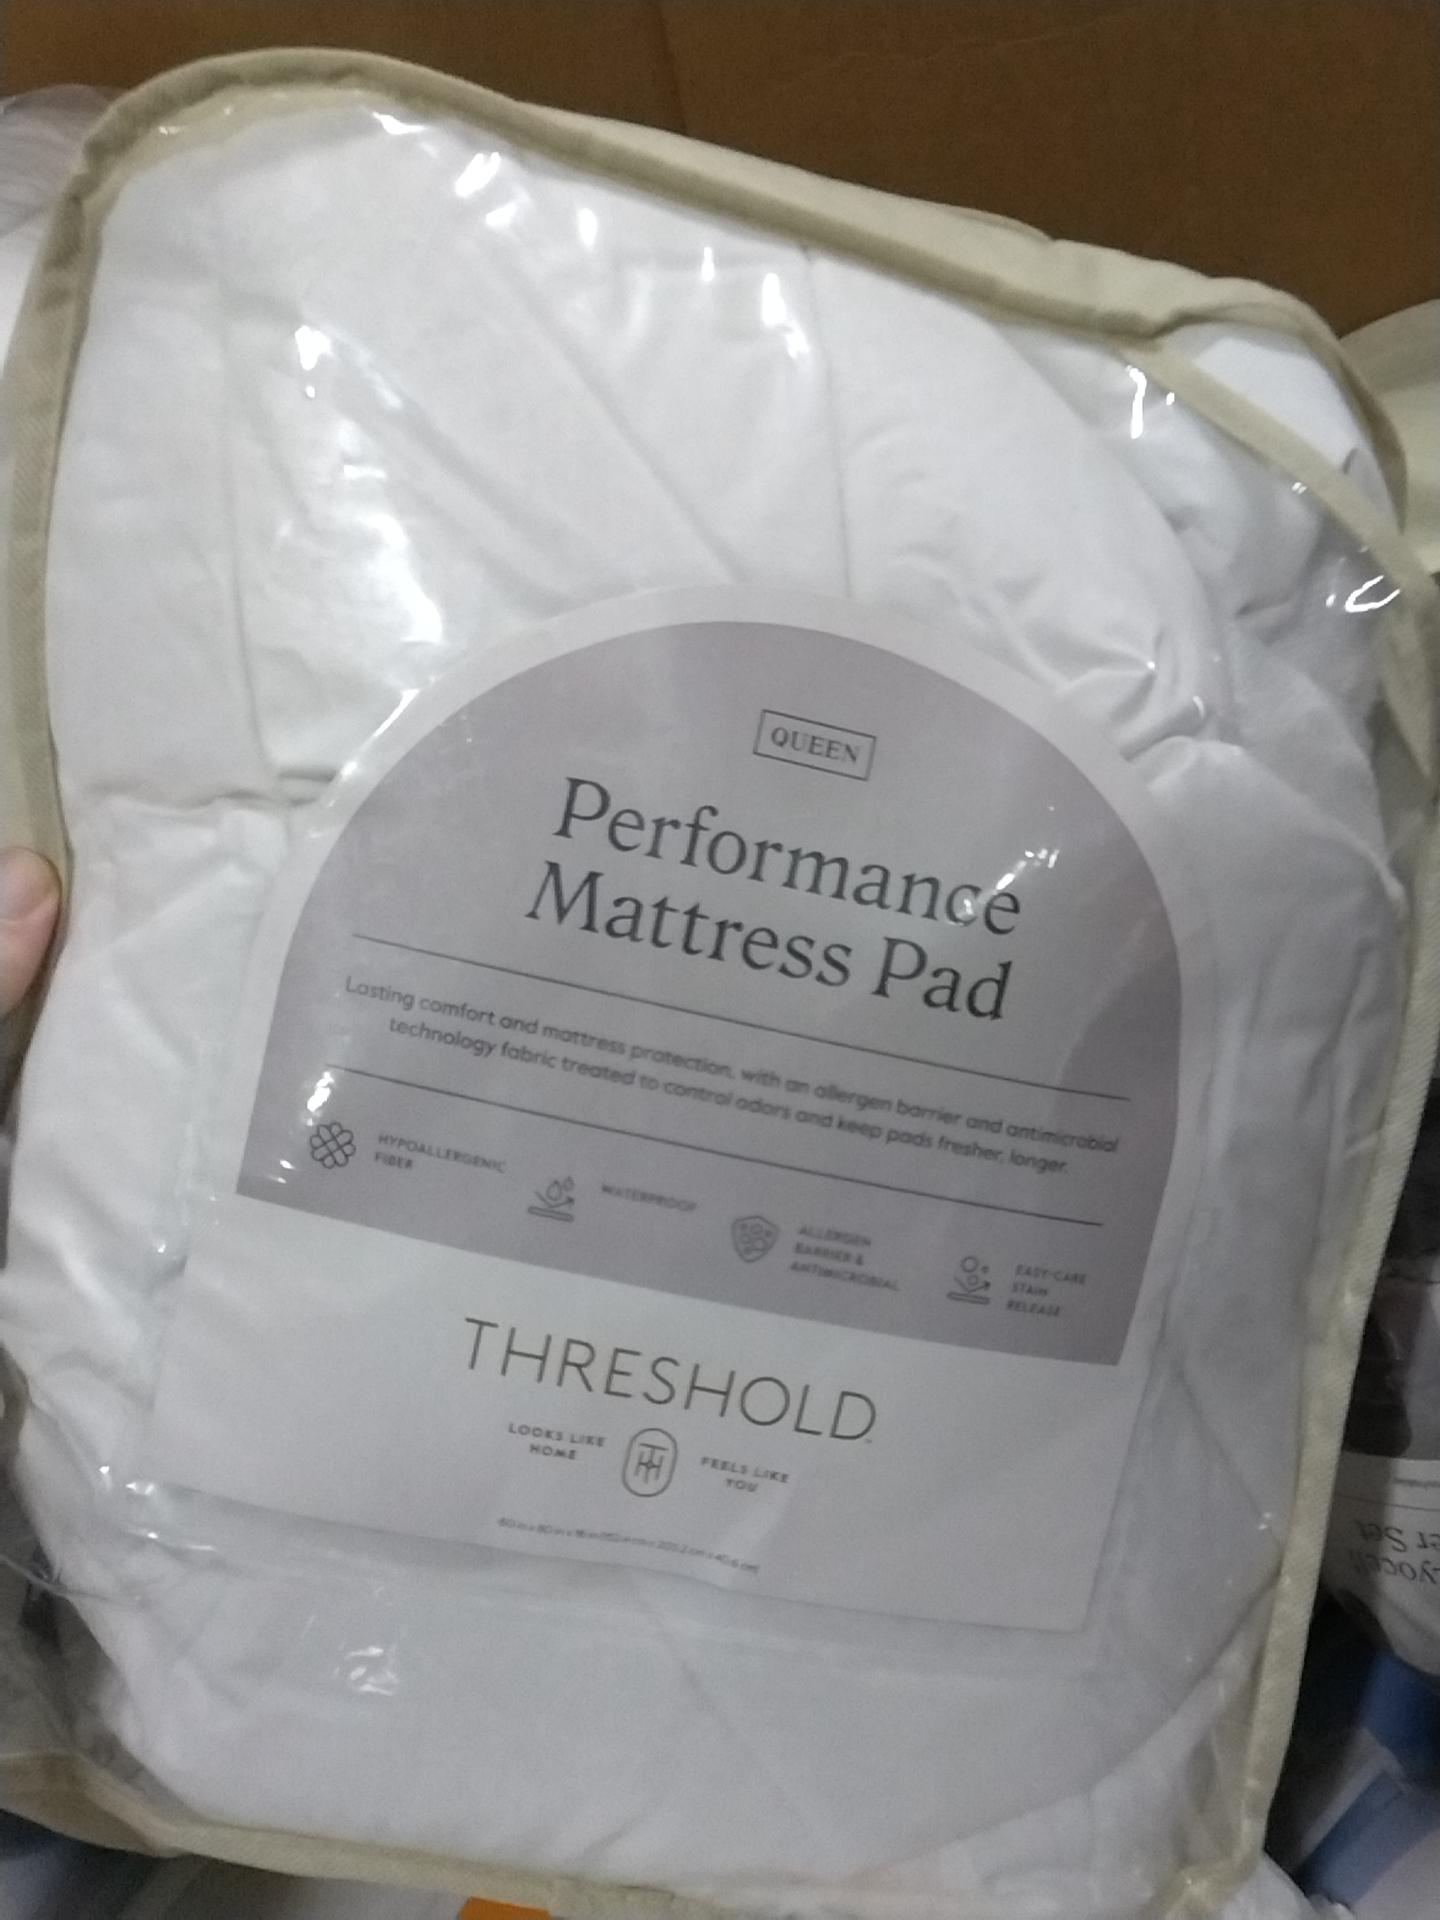 QUEEN
Performance
Mattress Pad
Lasting comfort and mattress protection, with an allergen barrier and antimicrobial
technology fabric treated to control odors and keep pads fresher, longer.
HYPOALLERGENIC
FIBER
WATERPROOF
ALLERGEN
BARRIER &
ANTIMICROBIAL
EASY-CARE
STAIN
RELEASE
THRESHOLD
LOOKS LIKE
HOME
FEELS LIKE
YOU
er Set